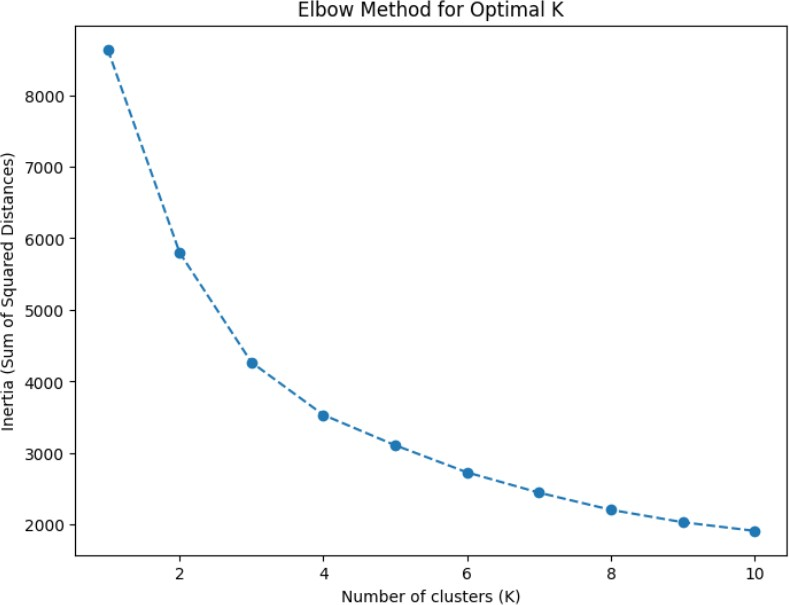 Elbow Method for Optimal K
Inertia (Sum of Squared Distances)
8000
7000
6000
5000
4000
3000
2000
2 4 6 8 10
Number of clusters (K)